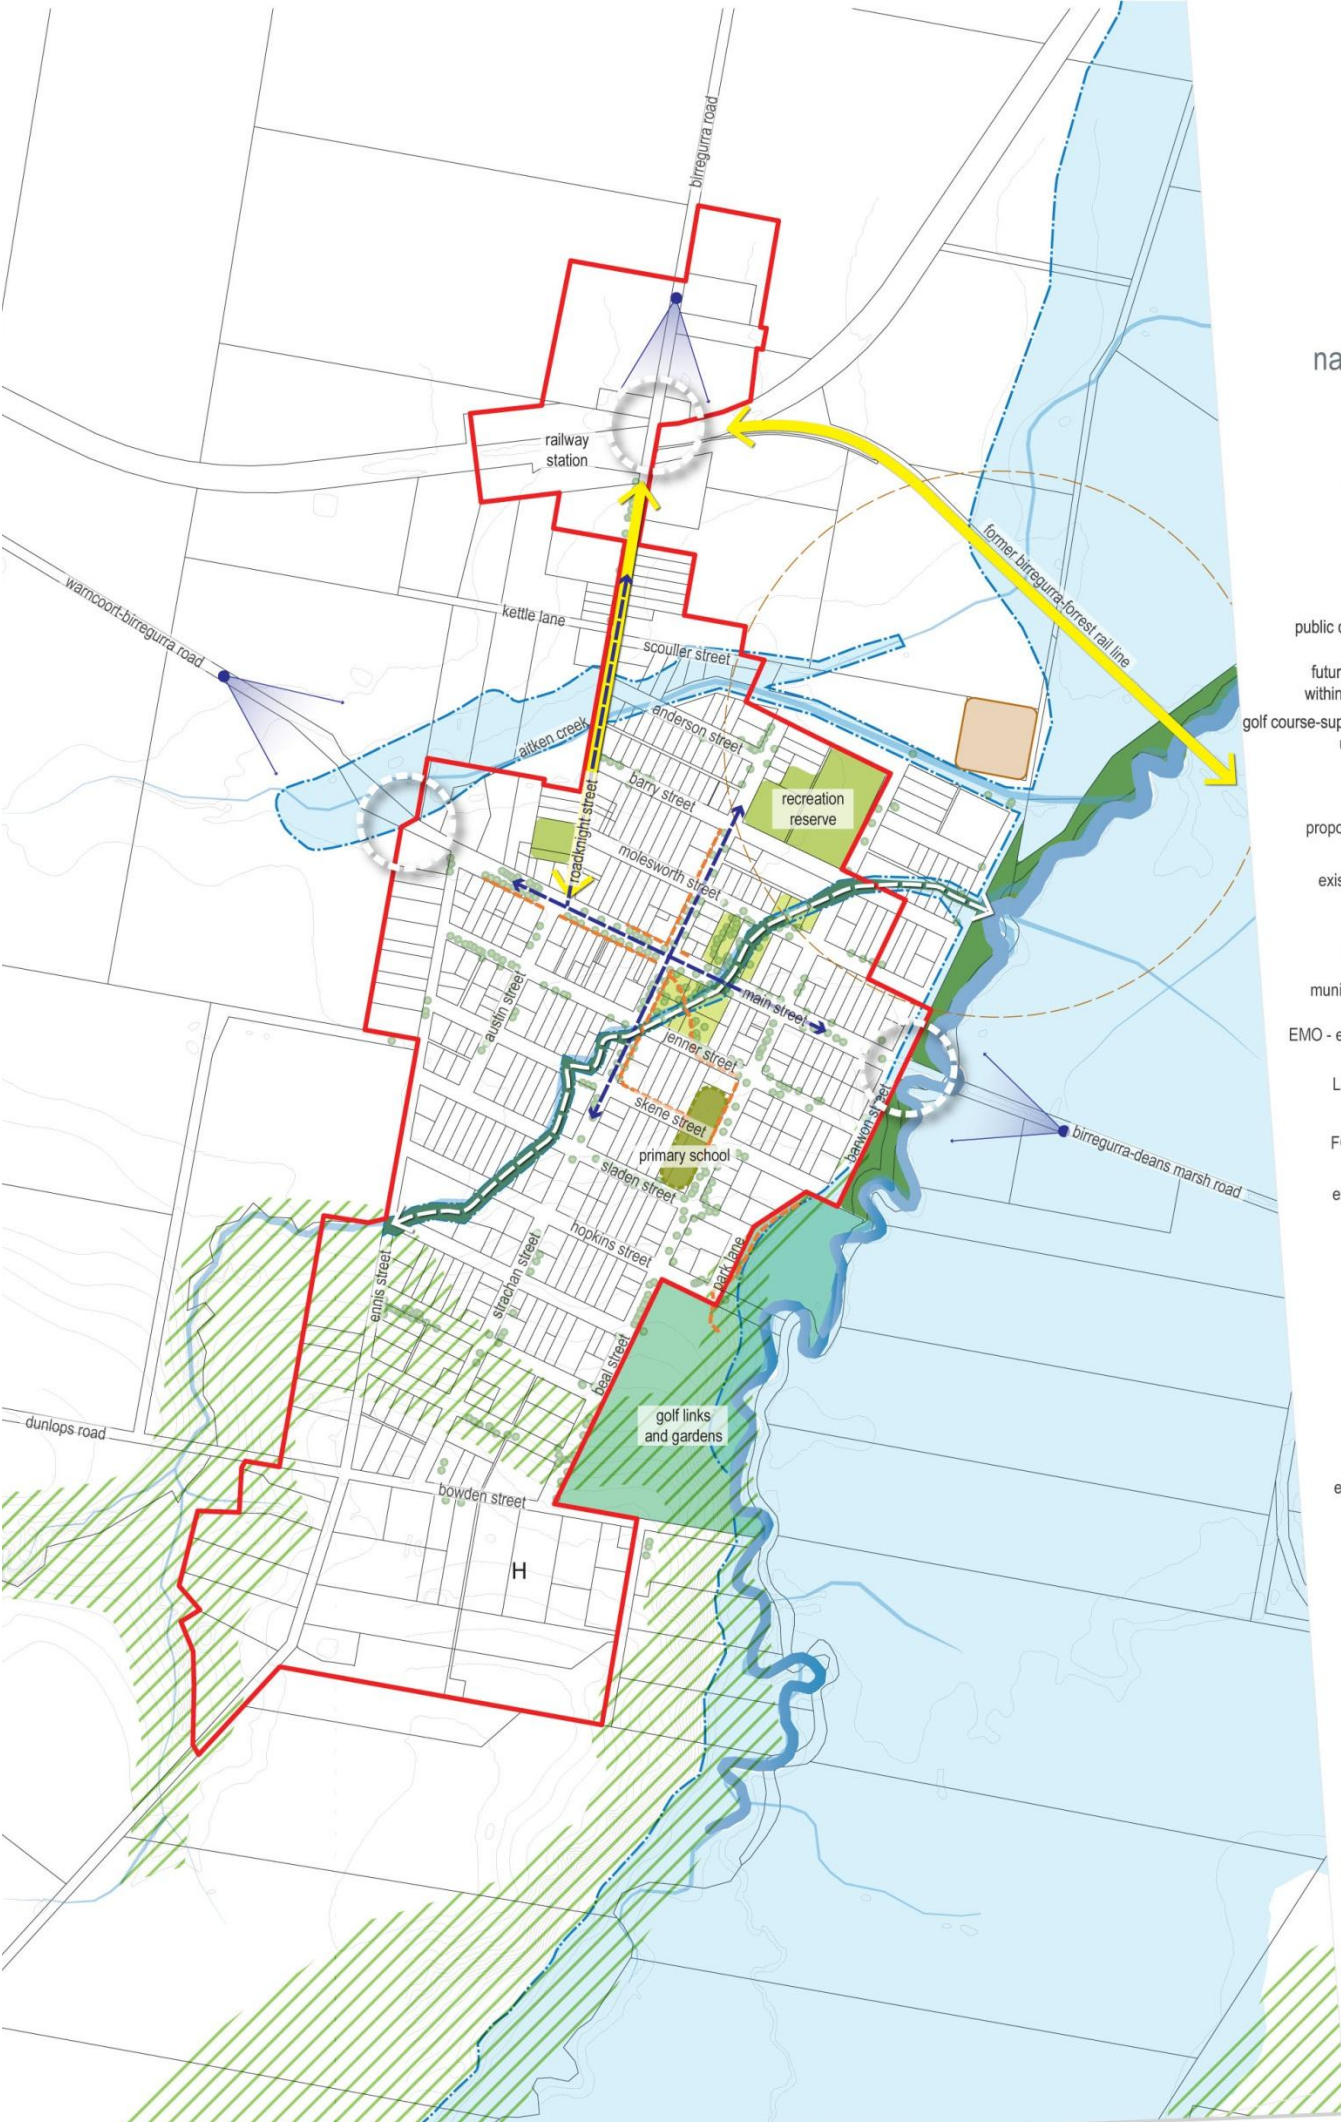 birregurra road
na
railway
station
former birregurra-forrest rail line
warncoort-birregurra road
kettle lane
scouller street
public
futur
within
golf course-sup
aitken creek
anderson street
barry street
roadknight street
recreation
reserve
propo
molesworth street
exis
austin street
main street
muni
jenner street
EMO - e
skene street
L
barwon street
birregurra-deans marsh road
F
primary school
sladen street
e
hopkins street
park lane
ennis street
strachan street
beal street
golf links
and gardens
dunlops road
bowden street
e
H